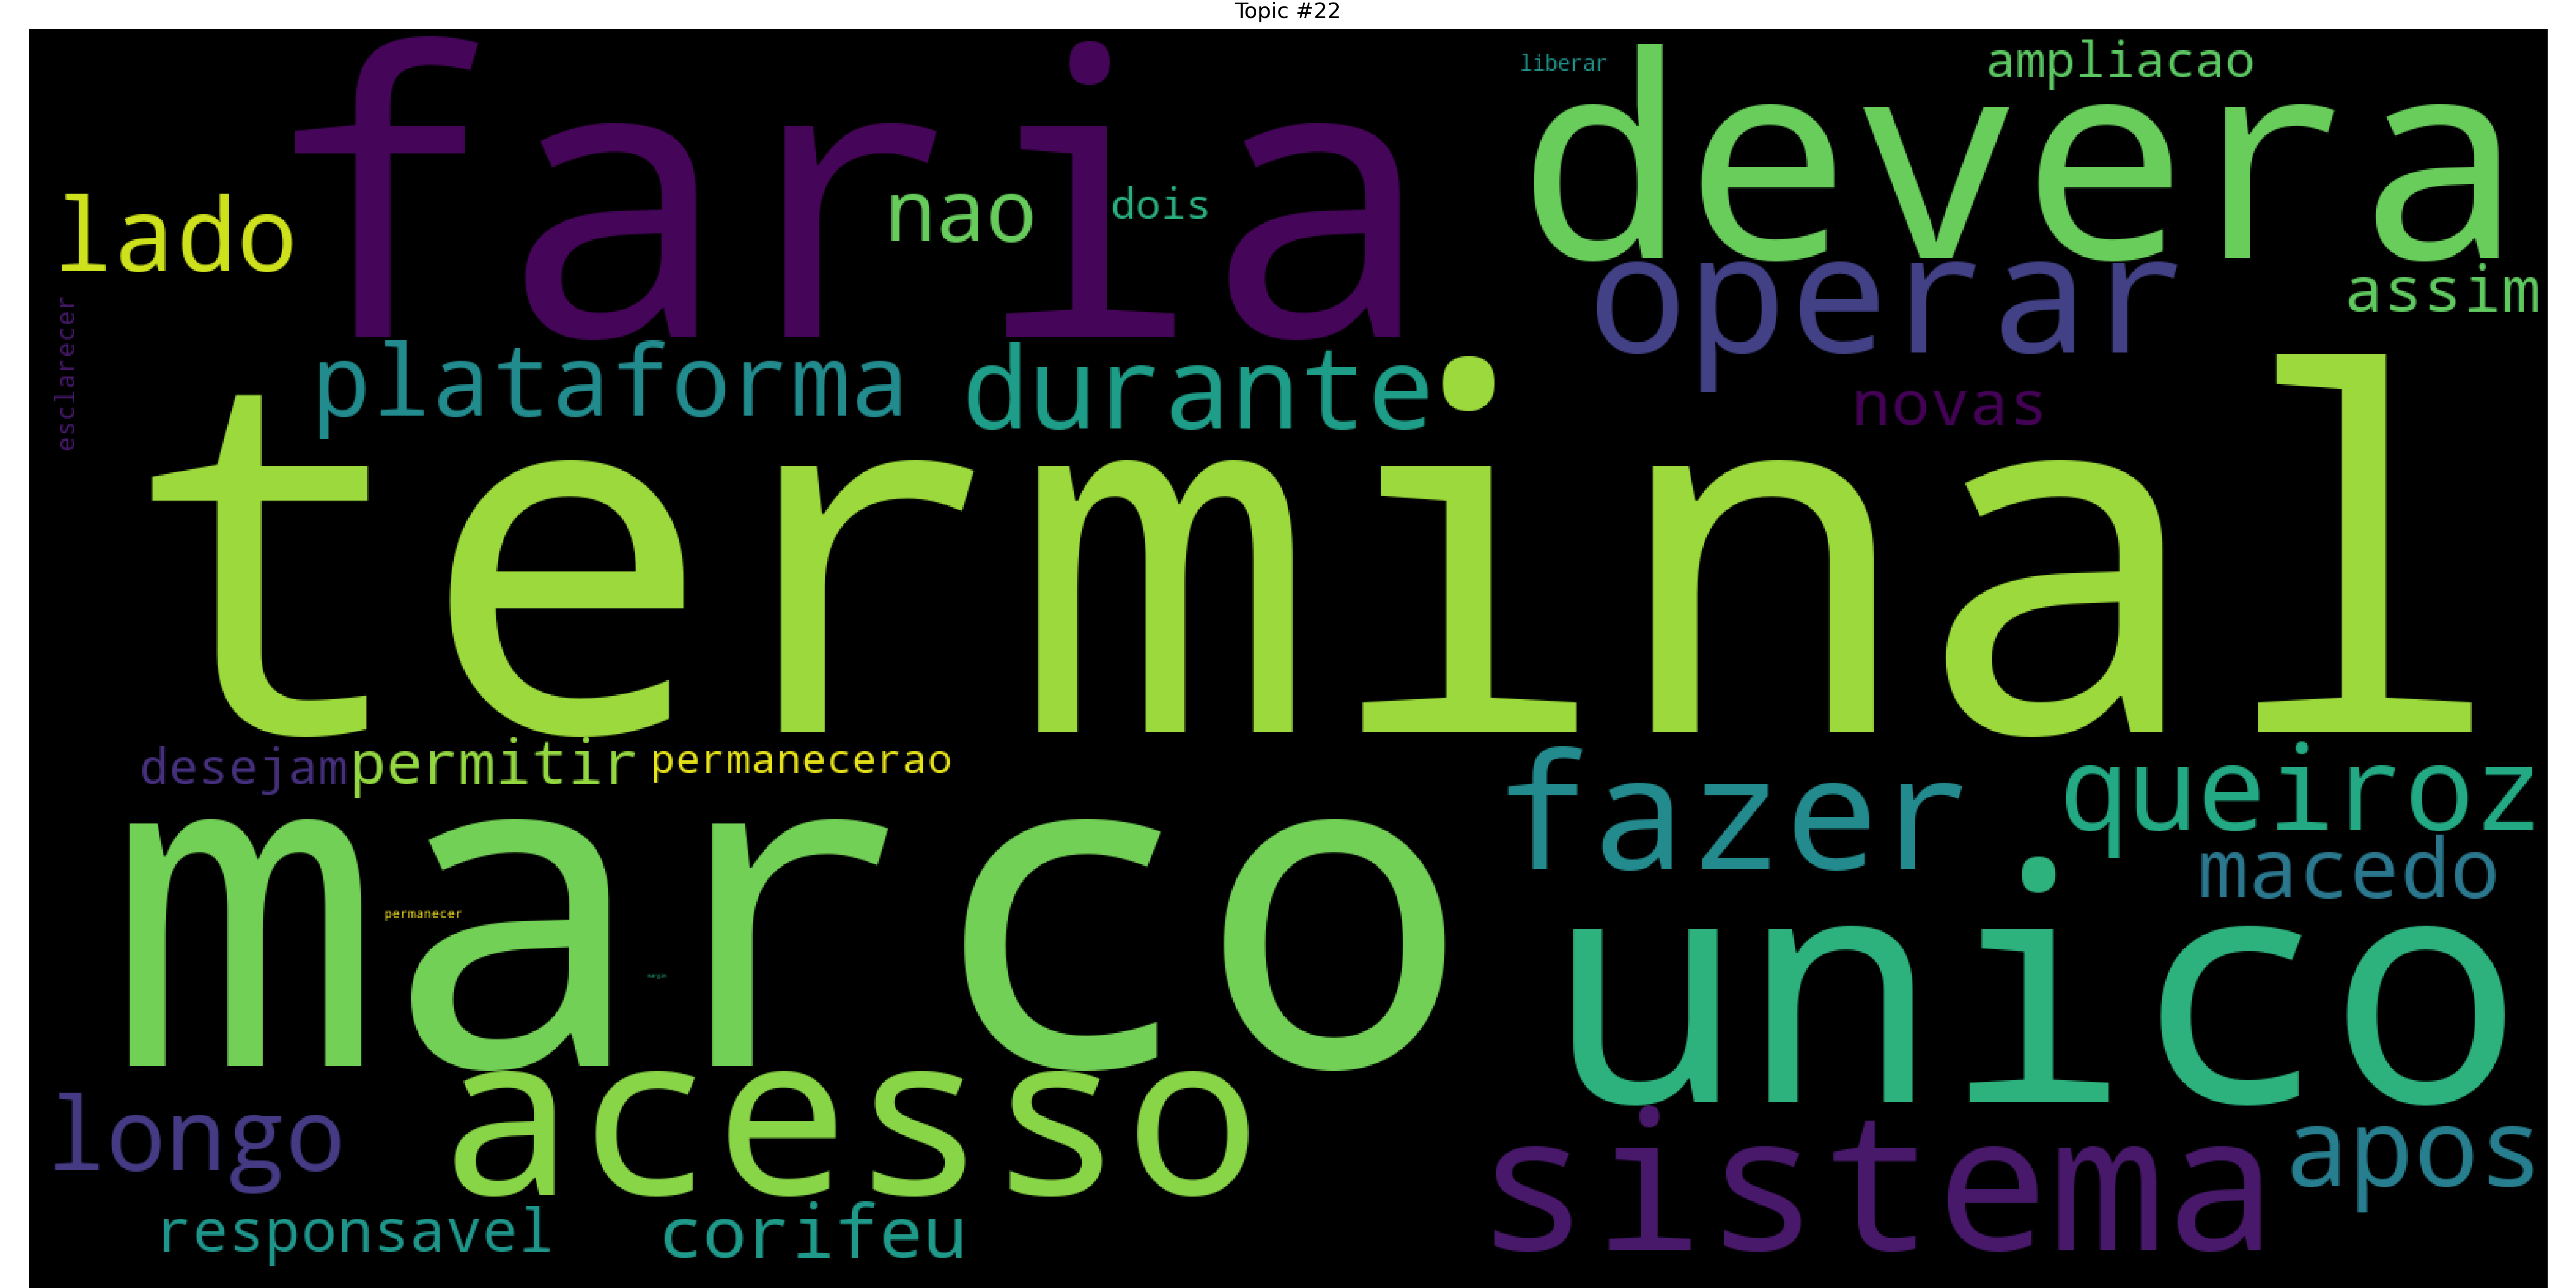 Topic #22
liberar
ampliacao
faria
devera
lado
nao
dois
operar
assim
esclarecer
plataforma
durante
novas
terminal
desejam
permitir
permanecerao
fazer
queiroz
macedo
marco
permanecer
unico
longo
acesso
sistema
apos
responsavel
corifeu